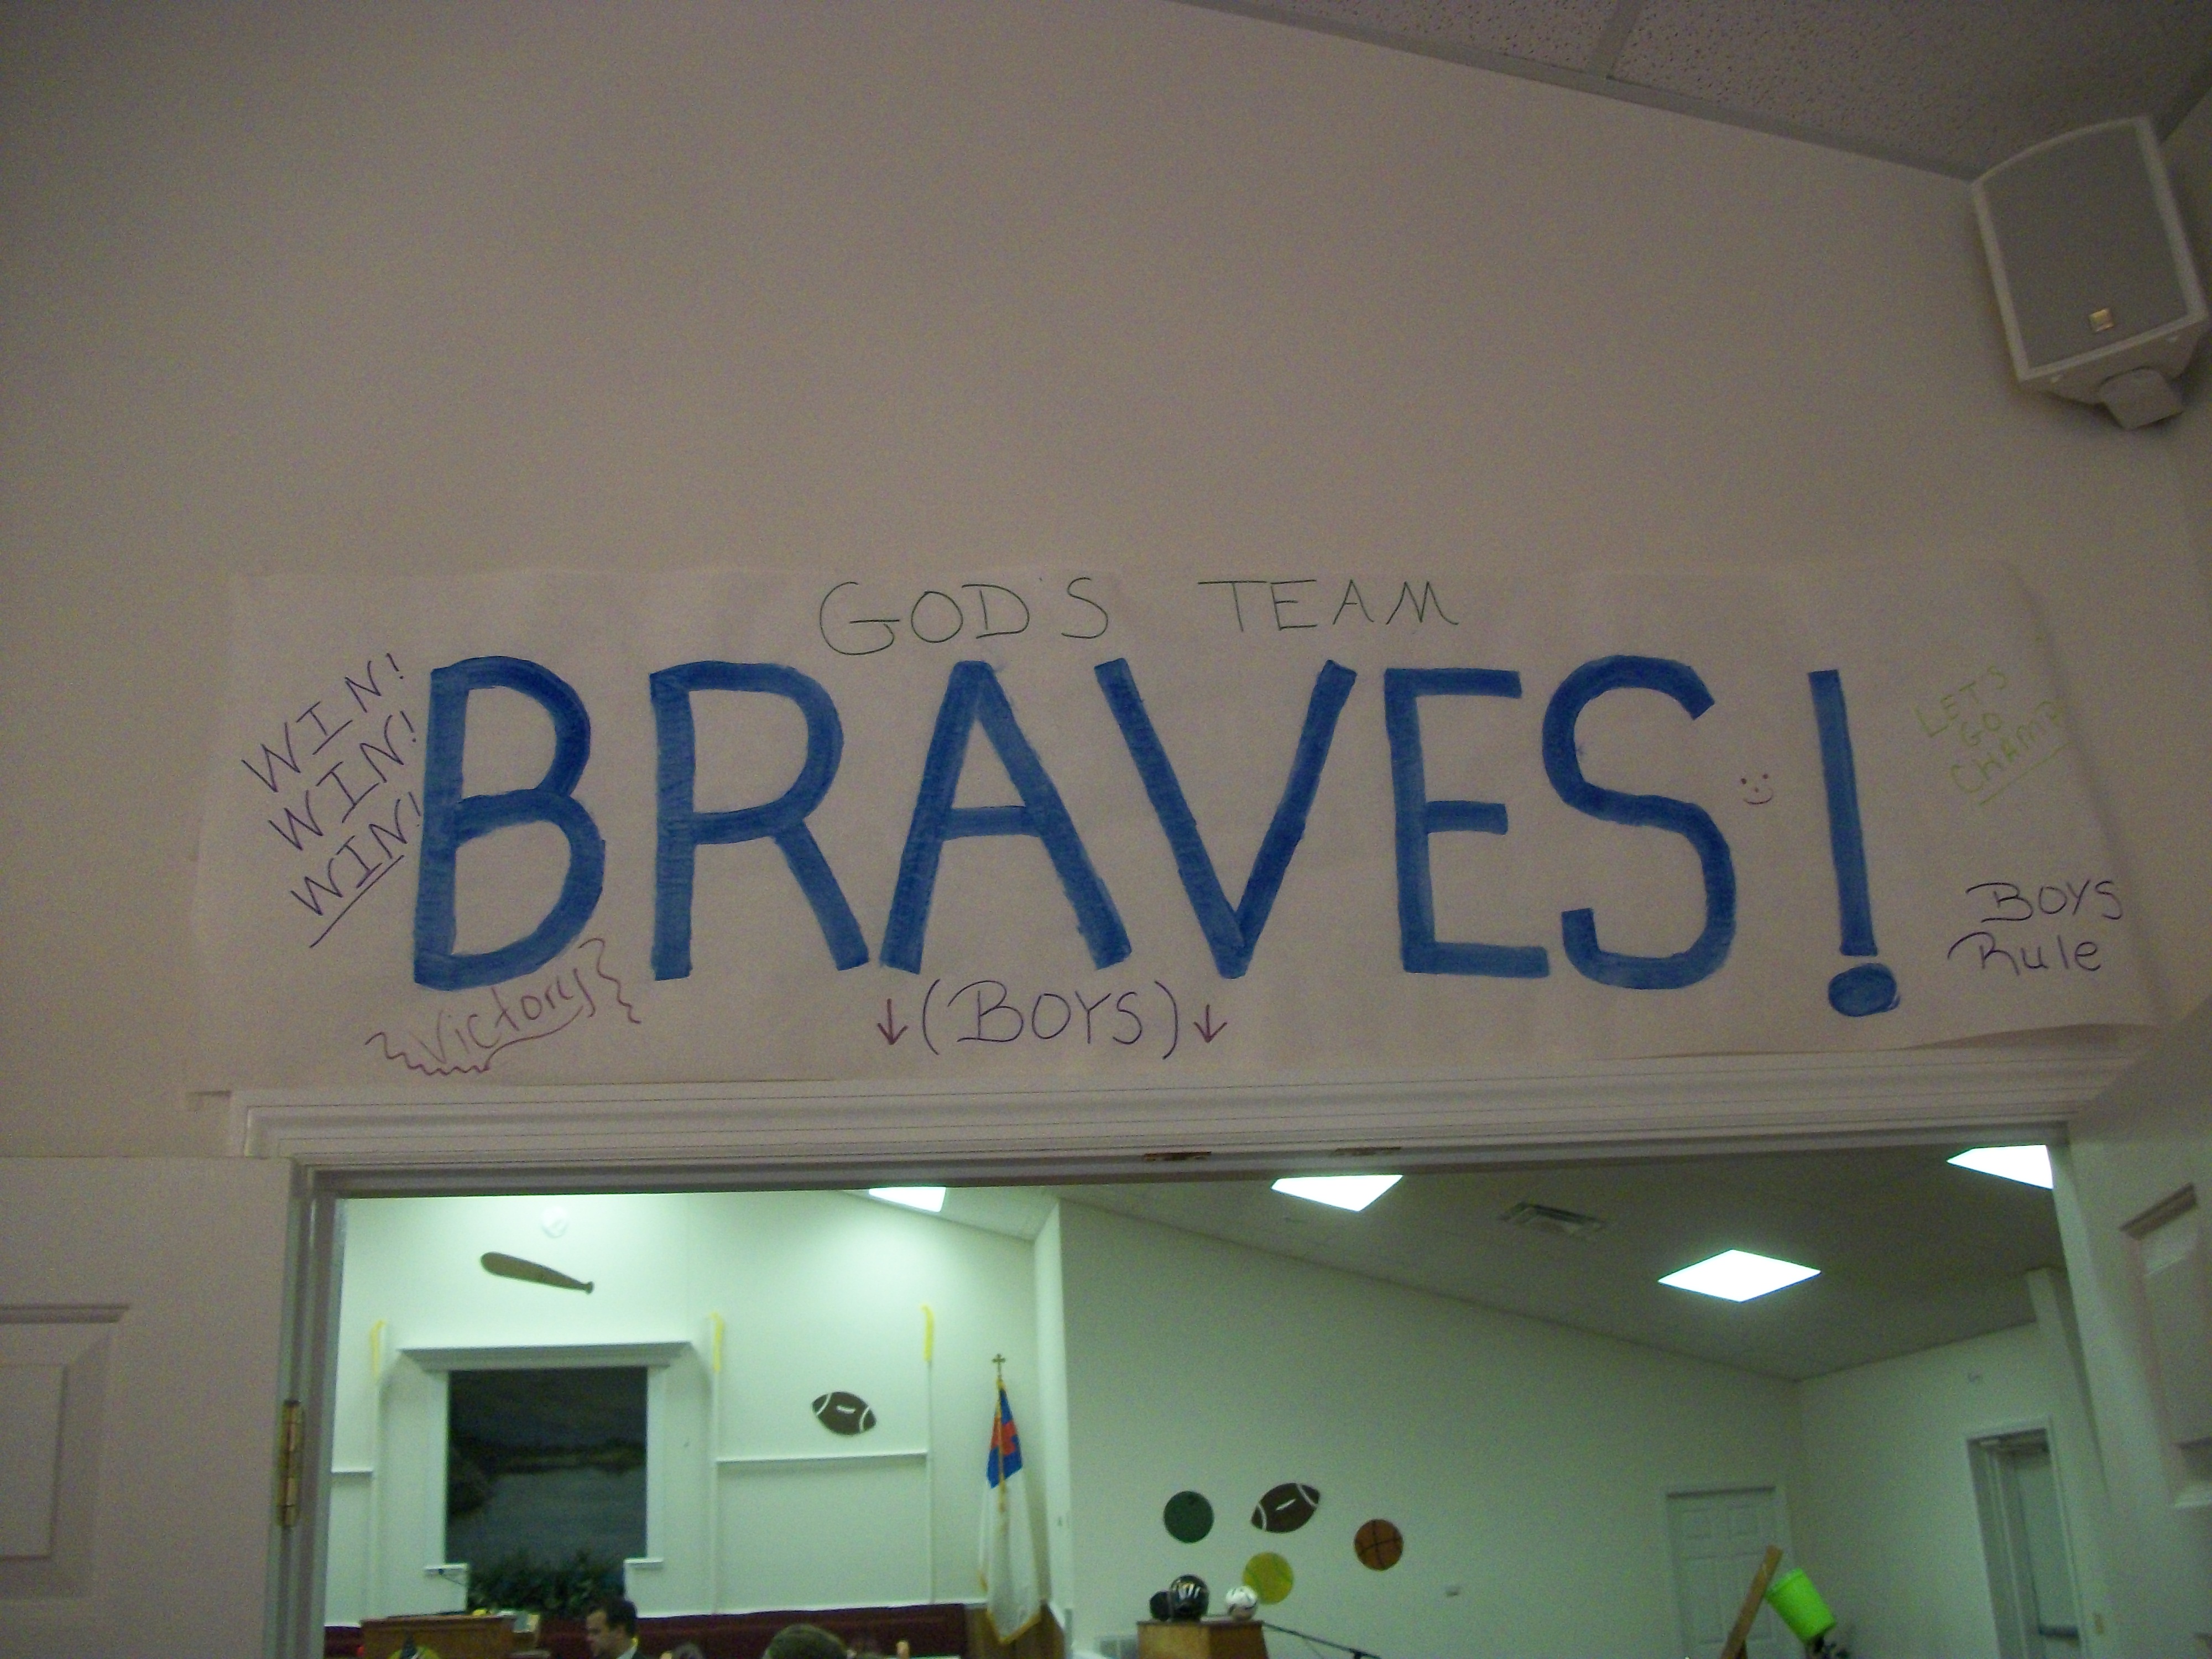 GOD'S TEAM
WIN!
WIN!
WIN!
BRAVES!
LET'S
GO
CHAMP
BOYS
Rule
Victory
(BOYS)